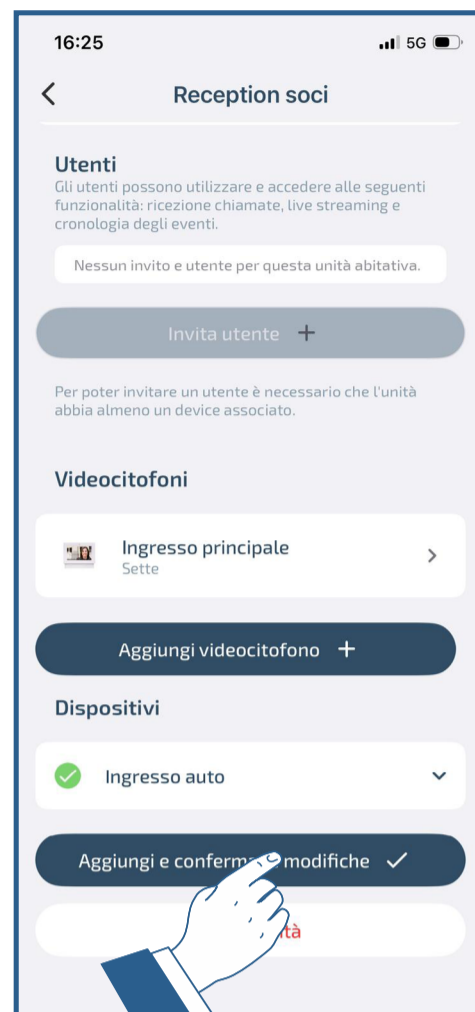 16:25
5G
Reception soci
Utenti
Gli utenti possono utilizzare e accedere alle seguenti
funzionalità: ricezione chiamate, live streaming e
cronologia degli eventi.
Nessun invito e utente per questa unità abitativa.
Invita utente +
Per poter invitare un utente è necessario che l'unità
abbia almeno un device associato.
Videocitofoni
Ingresso principale
Sette
Aggiungi videocitofono +
Dispositivi
Ingresso auto
Aggiungi e conferma modifiche